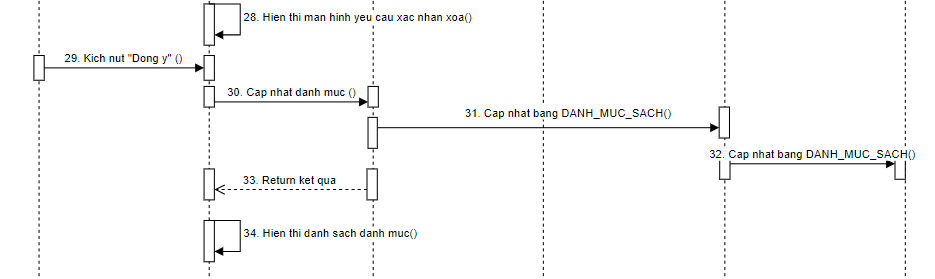 28. Hien thi man hinh yeu cau xac nhan xoa()
29. Kich nut "Dong y" ()
30. Cap nhat danh muc ()
31. Cap nhat bang DANH_MUC_SACH()
32. Cap nhat bang DANH_MUC_SACH()
33. Return ket qua
34. Hien thi danh sach danh muc()